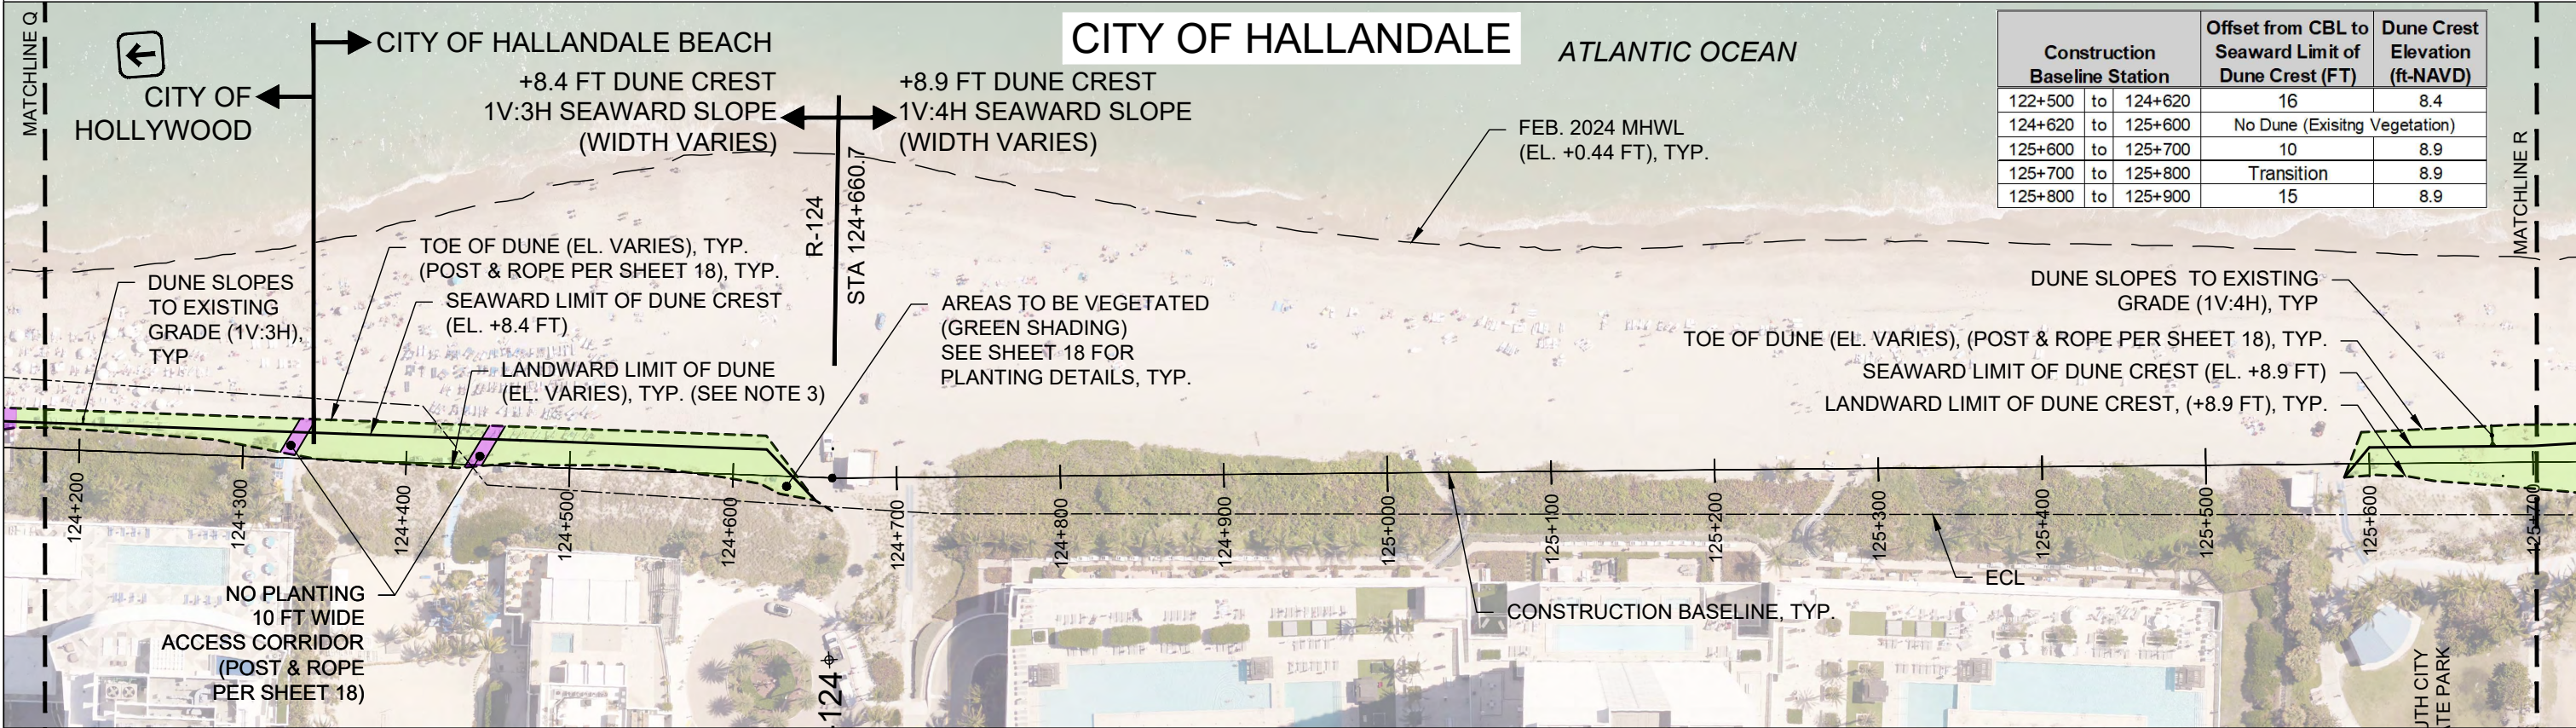 MATCHLINE Q
CITY OF HALLANDALE BEACH
CITY OF
HOLLYWOOD
+8.4 FT DUNE CREST
1V:3H SEAWARD SLOPE
(WIDTH VARIES)
+8.9 FT DUNE CREST
1V:4H SEAWARD SLOPE
(WIDTH VARIES)
CITY OF HALLANDALE
ATLANTIC OCEAN
FEB. 2024 MHWL
(EL. +0.44 FT), TYP.
Construction
Baseline Station
Offset from CBL to
Seaward Limit of
Dune Crest (FT)
Dune Crest
Elevation
(ft-NAVD)
122+500 to 124+620 16 8.4
124+620 to 125+600 No Dune (Exisitng Vegetation)
125+600 to 125+700 10 8.9
125+700 to 125+800 Transition 8.9
125+800 to 125+900 15 8.9
MATCHLINE R
R-124
STA 124+660.7
DUNE SLOPES
TO EXISTING
GRADE (1V:3H),
TYP
TOE OF DUNE (EL. VARIES), TYP.
(POST & ROPE PER SHEET 18), TYP.
SEAWARD LIMIT OF DUNE CREST
(EL. +8.4 FT)
LANDWARD LIMIT OF DUNE
(EL. VARIES), TYP. (SEE NOTE 3)
AREAS TO BE VEGETATED
(GREEN SHADING)
SEE SHEET 18 FOR
PLANTING DETAILS, TYP.
DUNE SLOPES TO EXISTING
GRADE (1V:4H), TYP
TOE OF DUNE (EL. VARIES), (POST & ROPE PER SHEET 18), TYP.
SEAWARD LIMIT OF DUNE CREST (EL. +8.9 FT)
LANDWARD LIMIT OF DUNE CREST, (+8.9 FT), TYP.
124+200
124+300
124+400
124+500
124+600
124+700
124+800
124+900
125+000
125+100
125+200
125+300
125+400
125+500
125+600
125+700
NO PLANTING
10 FT WIDE
ACCESS CORRIDOR
(POST & ROPE
PER SHEET 18)
ECL
CONSTRUCTION BASELINE, TYP.
124
UTH CITY
TE PARK